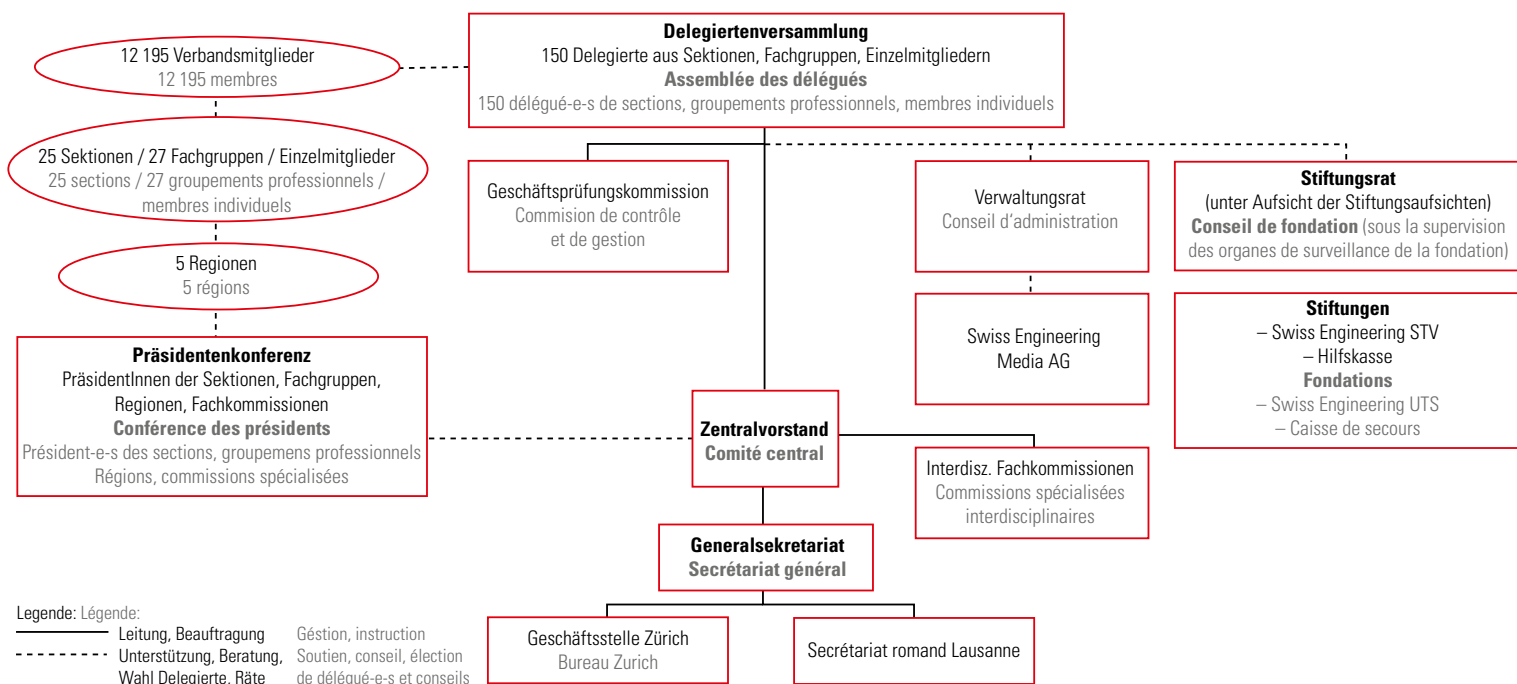 12 195 Verbandsmitglieder
12 195 membres
Delegiertenversammlung
150 Delegierte aus Sektionen, Fachgruppen, Einzelmitgliedern
Assemblée des délégués
150 délégué-e-s de sections, groupements professionnels, membres individuels
25 Sektionen / 27 Fachgruppen / Einzelmitglieder
25 sections / 27 groupements professionnels /
membres individuels
Geschäftsprüfungskommission
Commision de contrôle
et de gestion
Verwaltungsrat
Conseil d'administration
Stiftungsrat
(unter Aufsicht der Stiftungsaufsichten)
Conseil de fondation (sous la supervision
des organes de surveillance de la fondation)
5 Regionen
5 régions
Swiss Engineering
Media AG
Stiftungen
– Swiss Engineering STV
– Hilfskasse
Fondations
– Swiss Engineering UTS
– Caisse de secours
Präsidentenkonferenz
PräsidentInnen der Sektionen, Fachgruppen,
Regionen, Fachkommissionen
Conférence des présidents
Président-e-s des sections, groupemens professionnels
Régions, commissions spécialisées
Zentralvorstand
Comité central
Interdisz. Fachkommissionen
Commissions spécialisées
interdisciplinaires
Generalsekretariat
Secrétariat général
Geschäftsstelle Zürich
Bureau Zurich
Secrétariat romand Lausanne
Legende: Légende:
Leitung, Beauftragung Géstion, instruction
Unterstützung, Beratung, Soutien, conseil, élection
Wahl Delegierte, Räte de délégué-e-s et conseils